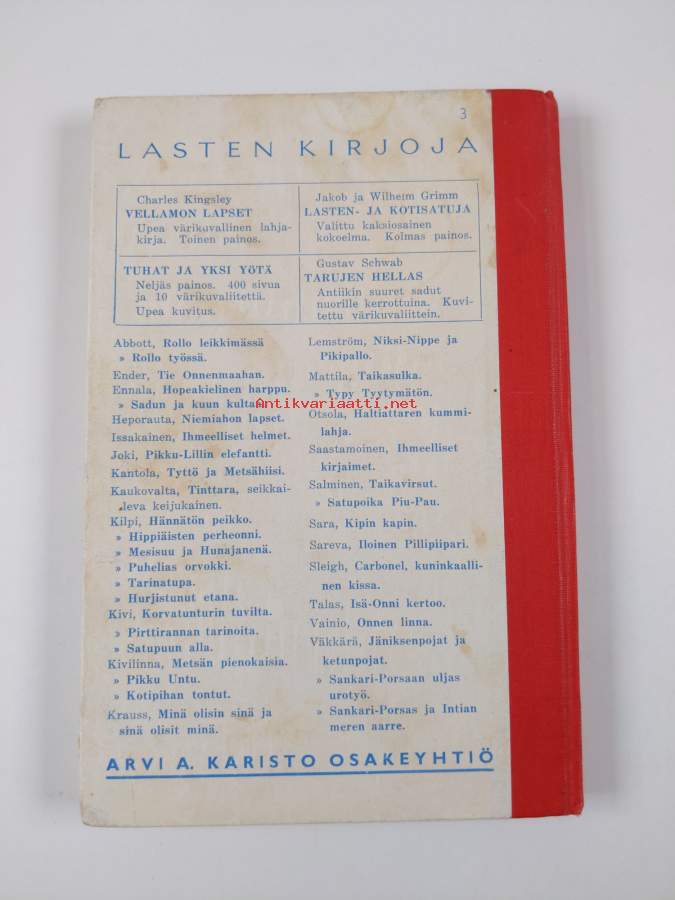 3
LASTEN KIRJOJA
Charles Kingsley
VELLAMON LAPSET
Upea värikuvallinen lahja-
kirja. Toinen painos.
Jakob ja Wilhelm Grimm
LASTEN- JA KOTISATUJA
Valittu kaksiosainen
kokoelma. Kolmas painos.
TUHAT JA YKSI YÖTÄ
Neljäs painos. 400 sivua
ja 10 värikuvaliitettä.
Upea kuvitus.
Gustav Schwab
TARUJEN HELLAS
Antiikin suuret sadut
nuorille kerrottuina. Kuvi-
tettu värikuvaliittein.
Abbott, Rollo leikkimässä
» Rollo työssä.
Ender, Tie Onnenmaahan.
Ennala, Hopeakielinen harppu.
» Sadun ja kuun kulta
Heporauta, Niemiahon lapset.
Issakainen, Ihmeelliset helmet.
Joki, Pikku-Lillin elefantti.
Kantola, Tyttö ja Metsähiisi.
Kaukovalta, Tinttara, seikkai-
leva keijukainen.
Kilpi, Hännätön peikko.
» Hippiäisten perheonni.
» Mesisuu ja Hunajanenä.
» Puhelias orvokki.
» Tarinatupa.
» Hurjistunut etana.
Kivi, Korvatunturin tuvilta.
» Pirttirannan tarinoita.
» Satupuun alla.
Kivilinna, Metsän pienokaisia.
» Pikku Untu.
» Kotipihan tontut.
Krauss, Minä olisin sinä ja
sinä olisit minä.
Lemström, Niksi-Nippe ja
Pikipallo.
Mattila, Taikasulka.
» Typy Tyytymätön.
Otsola, Haltiattaren kummi-
lahja.
Saastamoinen, Ihmeelliset
kirjaimet.
Salminen, Taikavirsut.
» Satupoika Piu-Pau.
Sara, Kipin kapin.
Sareva, Iloinen Pillipiipari.
Sleigh, Carbonel, kuninkaalli-
nen kissa.
Talas, Isä-Onni kertoo.
Vainio, Onnen linna.
Väkkärä, Jäniksenpojat ja
ketunpojat.
» Sankari-Porsaan uljas
urotyö.
» Sankari-Porsas ja Intian
meren aarre.
ARVI A. KARISTO OSAKEYHTIÖ
Antikvariaatti.net